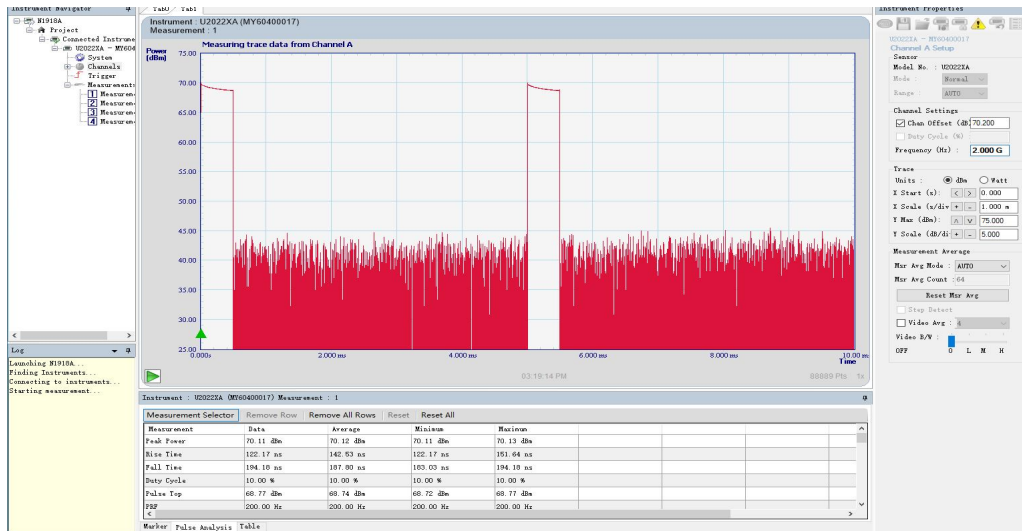 Instrument Navigator
N1918A
Project
Connected Instrume
U2022XA - MY604
System
Channels
Trigger
Measurements
1 Measuremen
2 Measuremen
3 Measuremen
4 Measuremen
Log
Launching N1918A...
Finding Instruments...
Connecting to instruments...
Starting measurement...
Tab0 Tab1
Instrument : U2022XA (MY60400017)
Measurement : 1
Power
(dBm)
Measuring trace data from Channel A
75.00
70.00
65.00
60.00
55.00
50.00
45.00
40.00
35.00
30.00
25.00
0.000s 2.000 ms 4.000 ms 6.000 ms 8.000 ms 10.00 ms
Time
03:19:14 PM 1x
Instrument : U2022XA (MY60400017) Measurement : 1
Measurement Selector Remove Row Remove All Rows Reset Reset All
Measurement Data Average Minimum Maximum
Peak Power 70.11 dBm 70.12 dBm 70.11 dBm 70.13 dBm
Rise Time 122.17 ns 142.53 ns 122.17 ns 151.64 ns
Fall Time 194.18 ns 187.80 ns 183.03 ns 194.18 ns
Duty Cycle 10.00 % 10.00 % 10.00 % 10.00 %
Pulse Top 68.77 dBm 68.74 dBm 68.72 dBm 68.77 dBm
PRF 200.00 Hz 200.00 Hz 200.00 Hz 200.00 Hz
Marker Pulse Analysis Table
Instrument Properties
U2022XA - MY60400017
Channel A Setup
Sensor
Model No. : U2022XA
Mode : Normal
Range : AUTO
Channel Settings
Chan Offset (dB) 70.200
Duty Cycle (%)
Frequency (Hz) : 2.000 G
Trace
Units : dBm Watt
X Start (s): < > 0.000
X Scale (s/div + - 1.000 m
Y Max (dBm): 75.000
Y Scale (dB/di + - 5.000
Measurement Average
Msr Avg Mode : AUTO
Msr Avg Count : 64
Reset Msr Avg
Step Detect
Video Avg : 4
Video B/W :
OFF 0 L M H